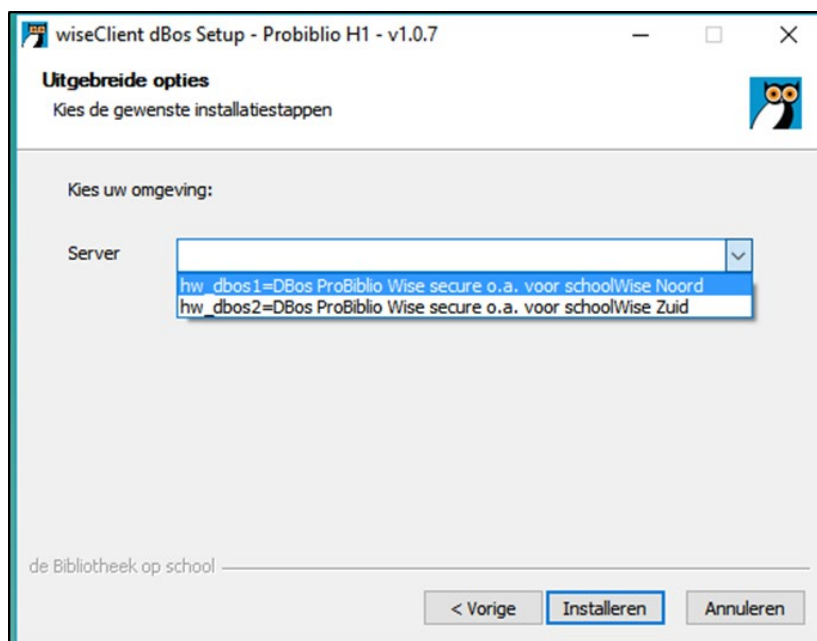 wiseClient dBos Setup - Probiblio H1 - v1.0.7
Uitgebreide opties
Kies de gewenste installatiestappen
Kies uw omgeving:
Server
hw_dbos1=DBos ProBiblio Wise secure o.a. voor schoolWise Noord
hw_dbos2=DBos ProBiblio Wise secure o.a. voor schoolWise Zuid
de Bibliotheek op school
< Vorige Installeren Annuleren